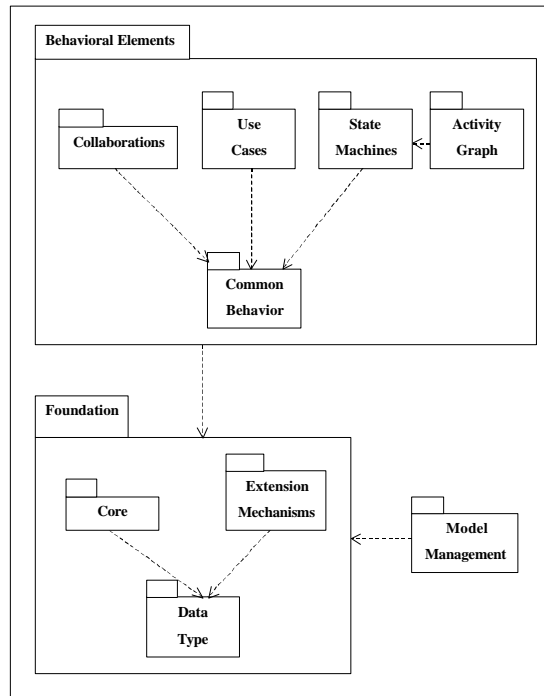 Behavioral Elements
Collaborations
Use
Cases
State
Machines
Activity
Graph
Common
Behavior
Foundation
Core
Extension
Mechanisms
Data
Type
Model
Management